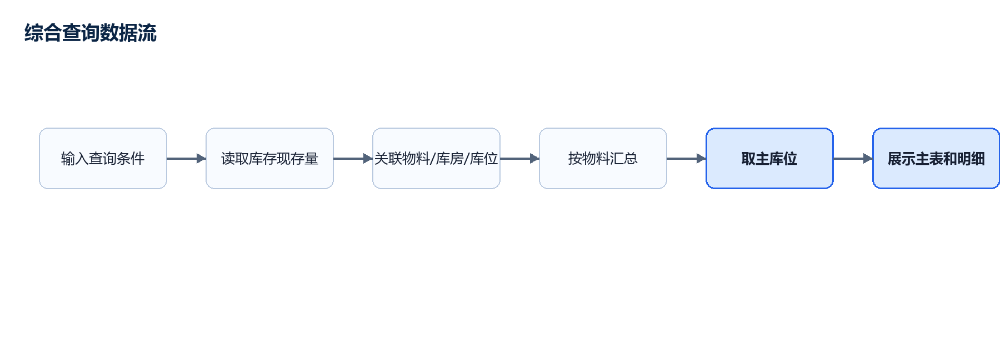 综合查询数据流
输入查询条件
读取库存现存量
关联物料/库房/库位
按物料汇总
取主库位
展示主表和明细